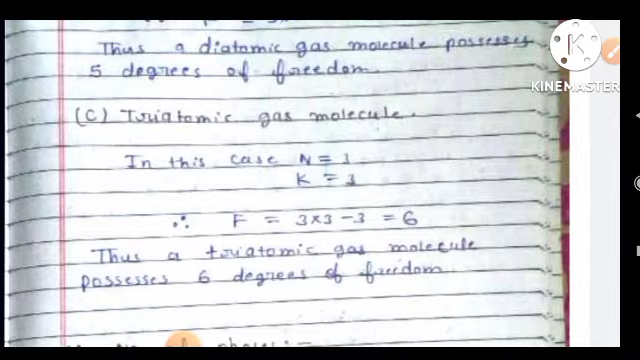 Thus a diatomic gas molecule possesses
5 degrees of freedom.
(C) Triatomic gas molecule.
In this case N = 3
K = 3
∴ F = 3×3-3 = 6
Thus a triatomic gas molecule
possesses 6 degrees of freedom
KINEMASTER